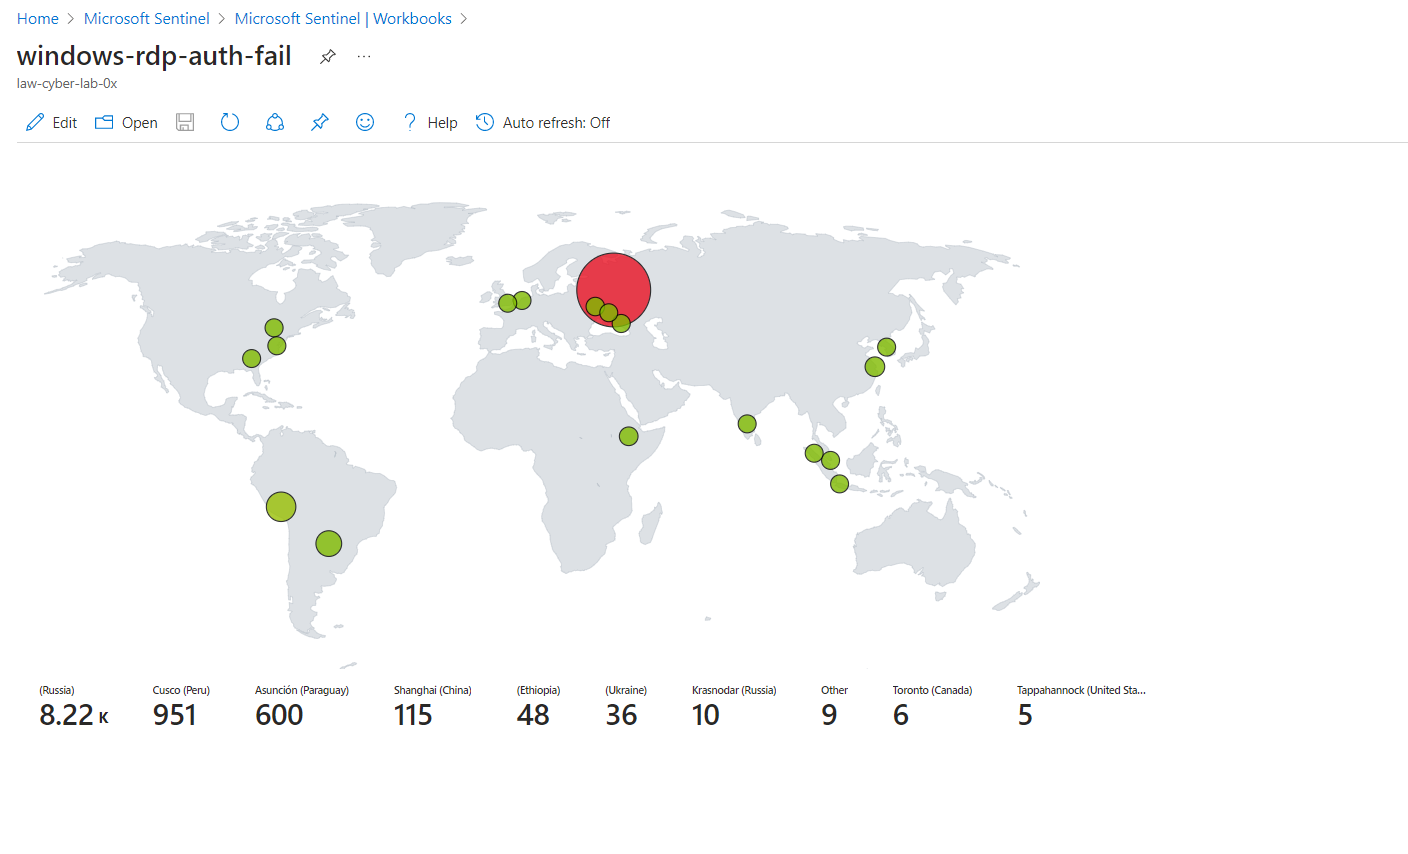 Home > Microsoft Sentinel > Microsoft Sentinel | Workbooks >
windows-rdp-auth-fail ...
law-cyber-lab-0x
Edit Open ? Help Auto refresh: Off
(Russia) Cusco (Peru) Asunción (Paraguay) Shanghai (China) (Ethiopia) (Ukraine) Krasnodar (Russia) Other Toronto (Canada) Tappahannock (United Sta...
8.22 K 951 600 115 48 36 10 9 6 5